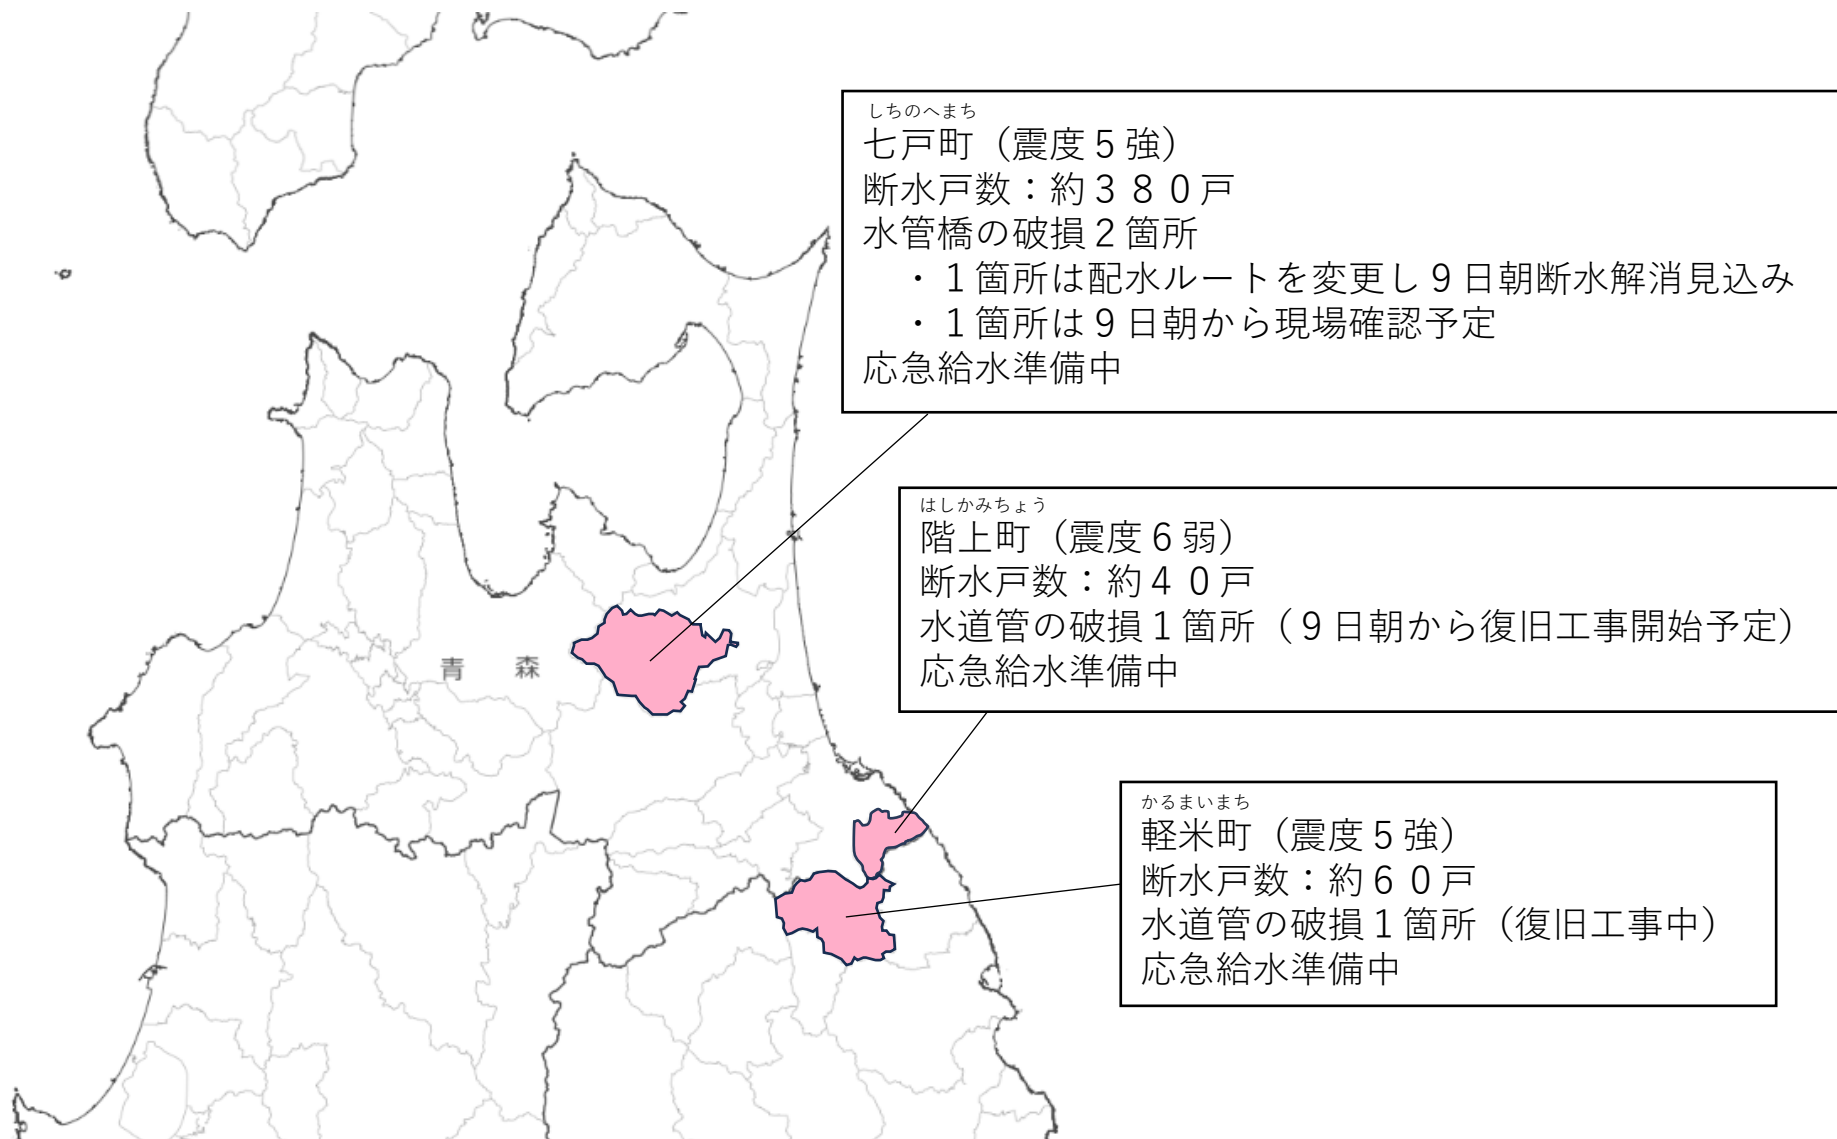 しちのへまち
七戸町（震度５強）
断水戸数：約３８０戸
水管橋の破損２箇所
・１箇所は配水ルートを変更し９日朝断水解消見込み
・１箇所は９日朝から現場確認予定
応急給水準備中
はしかみちょう
階上町（震度６弱）
断水戸数：約４０戸
水道管の破損１箇所（９日朝から復旧工事開始予定）
応急給水準備中
青　森
かるまいまち
軽米町（震度５強）
断水戸数：約６０戸
水道管の破損１箇所（復旧工事中）
応急給水準備中